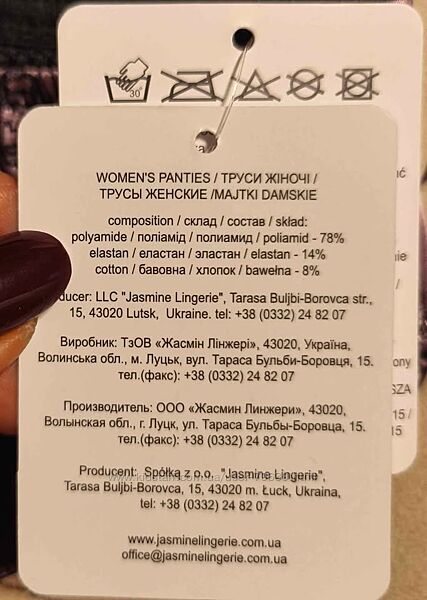 30°
WOMEN'S PANTIES / ТРУСИ ЖІНОЧІ /
ТРУСЫ ЖЕНСКИЕ /MAJTKI DAMSKIE
composition / склад / состав / skład:
polyamide / поліамід / полиамид / poliamid - 78%
elastan / еластан / эластан / elastan - 14%
cotton / бавовна / хлопок / bawełna - 8%
ducer: LLC "Jasmine Lingerie", Tarasa Buljbi-Borovca str.,
15, 43020 Lutsk, Ukraine. tel: +38 (0332) 24 82 07
Виробник: ТзОВ «Жасмін Лінжері», 43020, Україна,
Волинська обл., м. Луцьк, вул. Тараса Бульби-Боровця, 15.
тел.(факс): +38 (0332) 24 82 07
Производитель: ООО «Жасмин Линжери», 43020,
Волынская обл., г. Луцк, ул. Тараса Бульбы-Боровца, 15.
тел.(факс): +38 (0332) 24 82 07
Producent: Spółka z o.o. "Jasmine Lingerie",
Tarasa Buljbi-Borovca, 15, 43020 m. Łuck, Ukraina,
tel: +38 (0332) 24 82 07
www.jasminelingerie.com.ua
office@jasminelingerie.com.ua